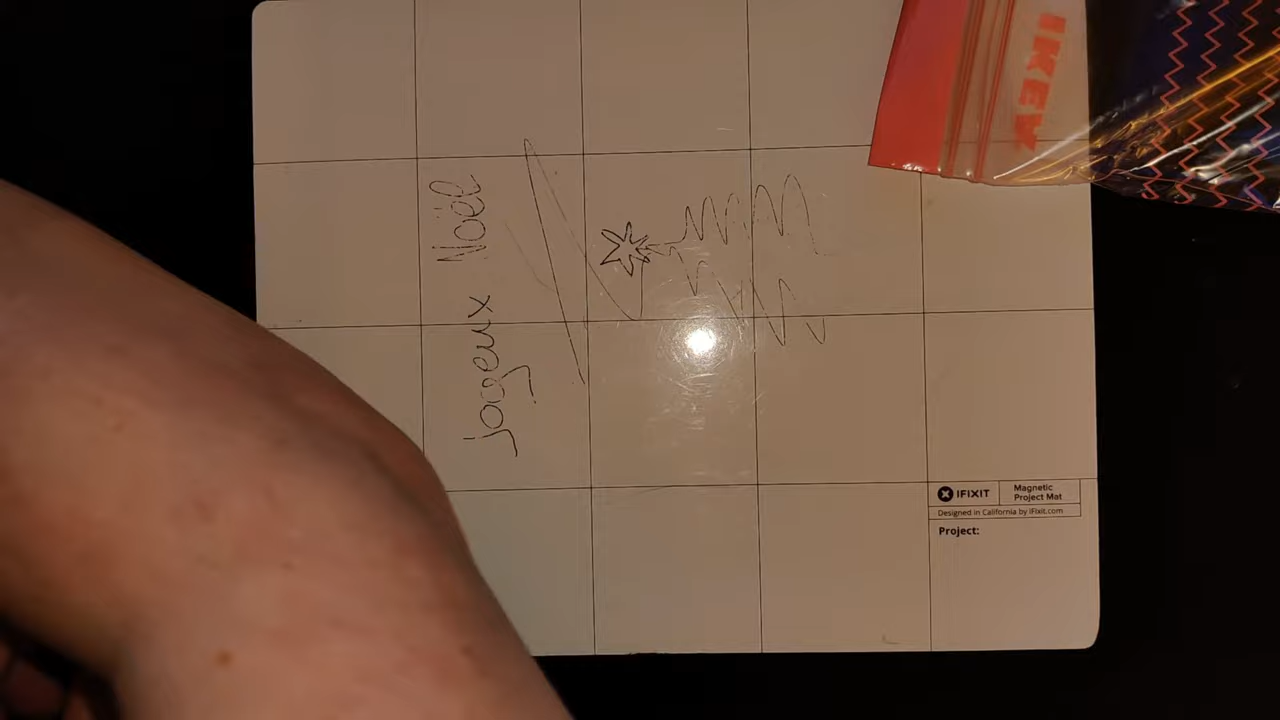 joyeux Noël
IKEA
IFIXIT
Magnetic
Project Mat
Designed in California by iFixit.com
Project: